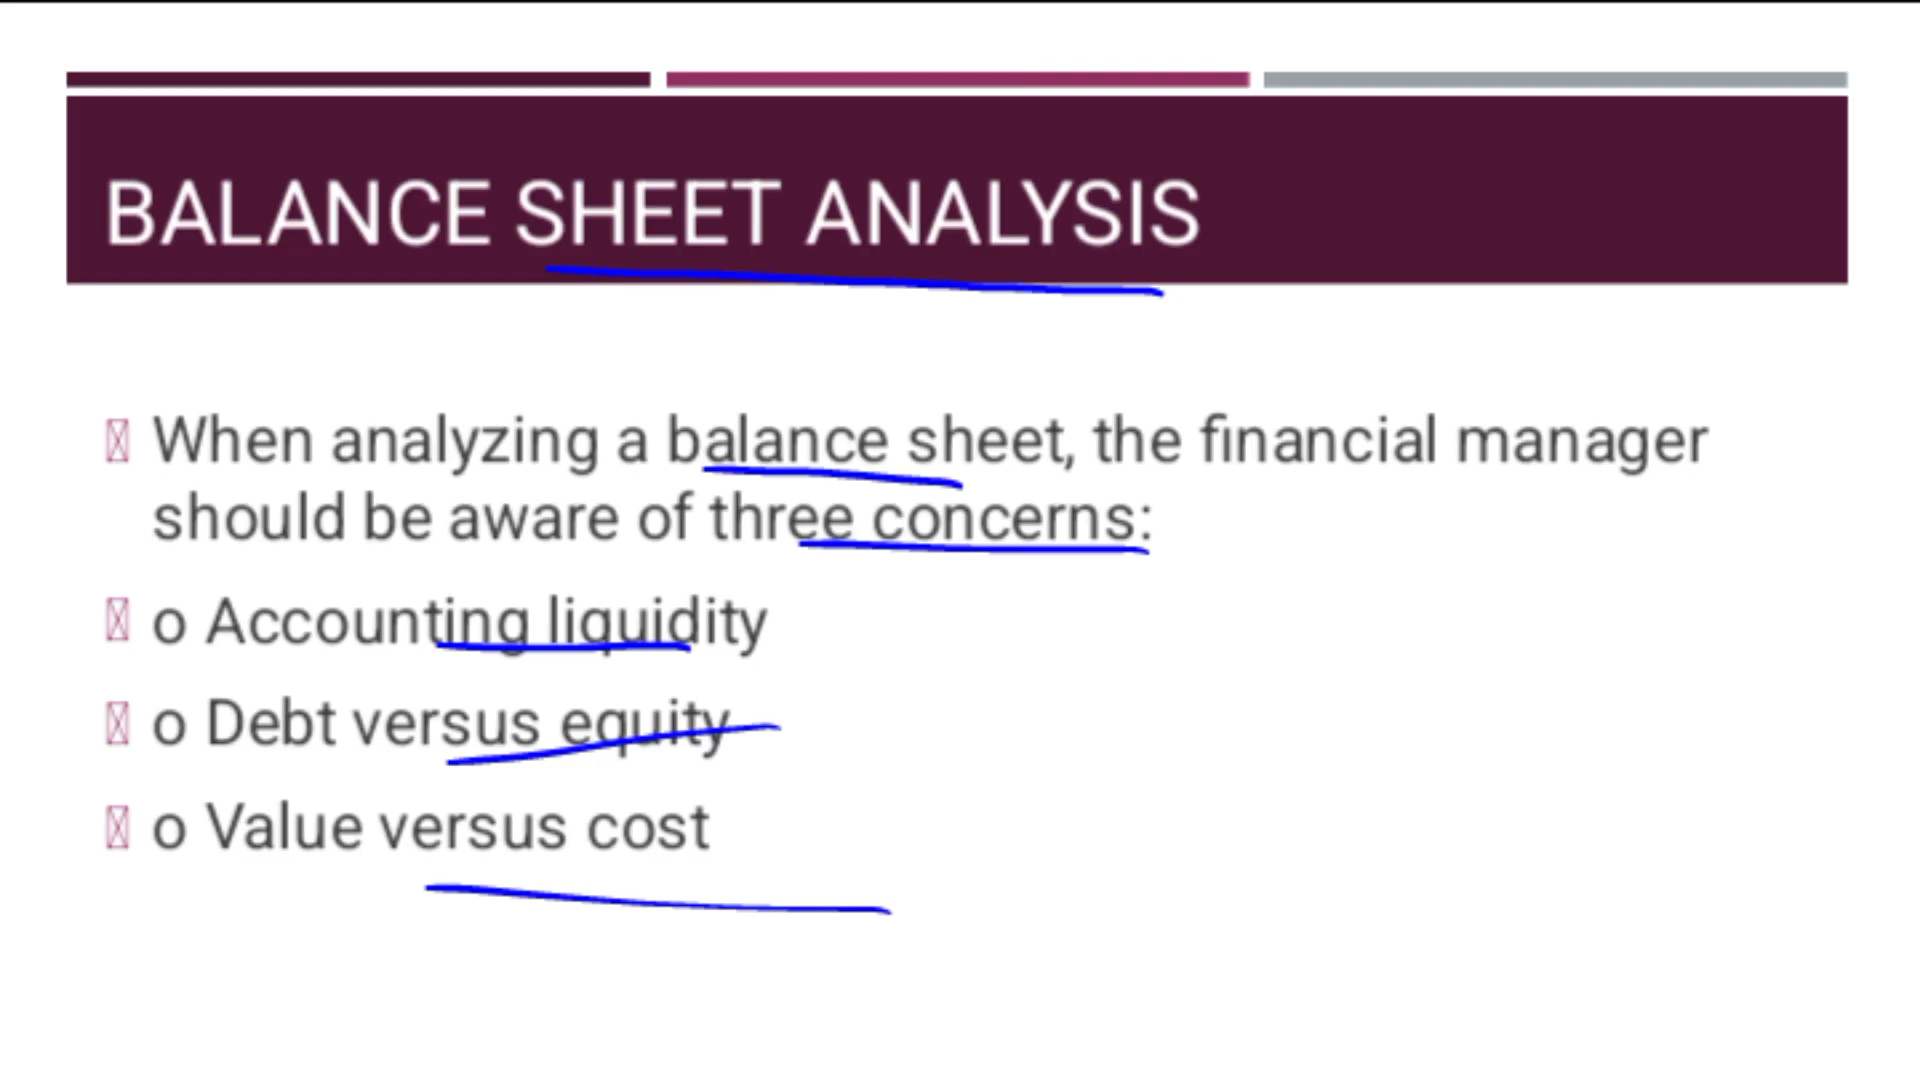 BALANCE SHEET ANALYSIS
When analyzing a balance sheet, the financial manager
should be aware of three concerns:
o Accounting liquidity
o Debt versus equity
o Value versus cost